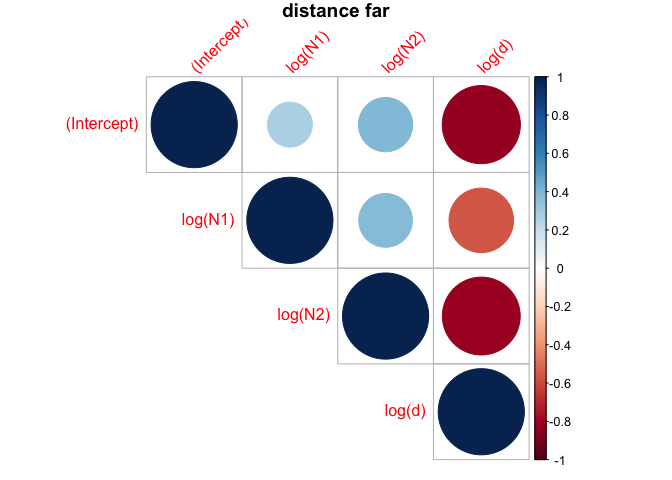 distance far
(Intercept)
log(N1)
log(N2)
log(d)
(Intercept)
log(N1)
log(N2)
log(d)
1
0.8
0.6
0.4
0.2
0
-0.2
-0.4
-0.6
-0.8
-1